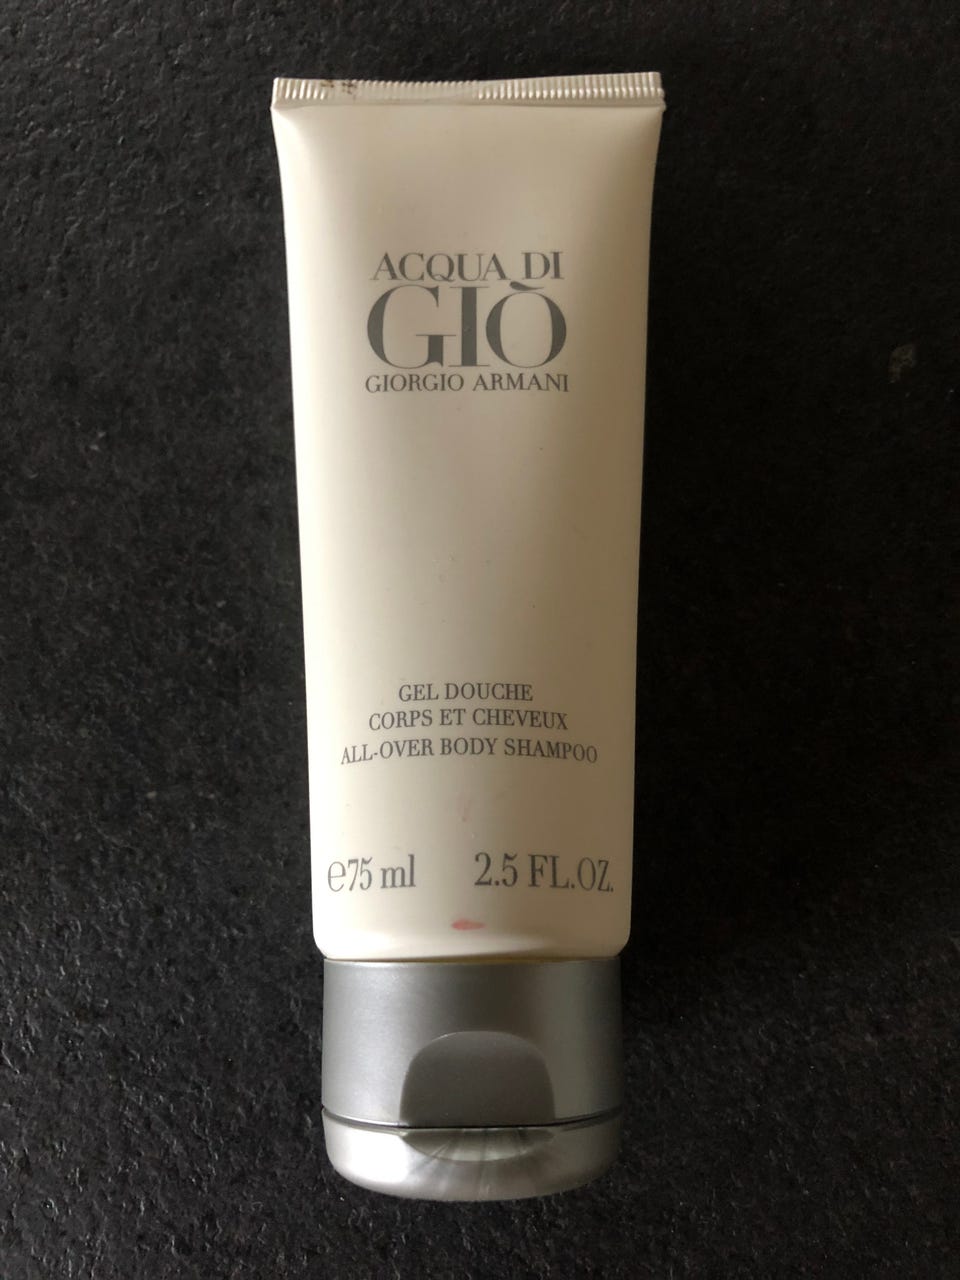 ACQUA DI
GIÒ
GIORGIO ARMANI
GEL DOUCHE
CORPS ET CHEVEUX
ALL-OVER BODY SHAMPOO
℮75 ml 2.5 FL.OZ.